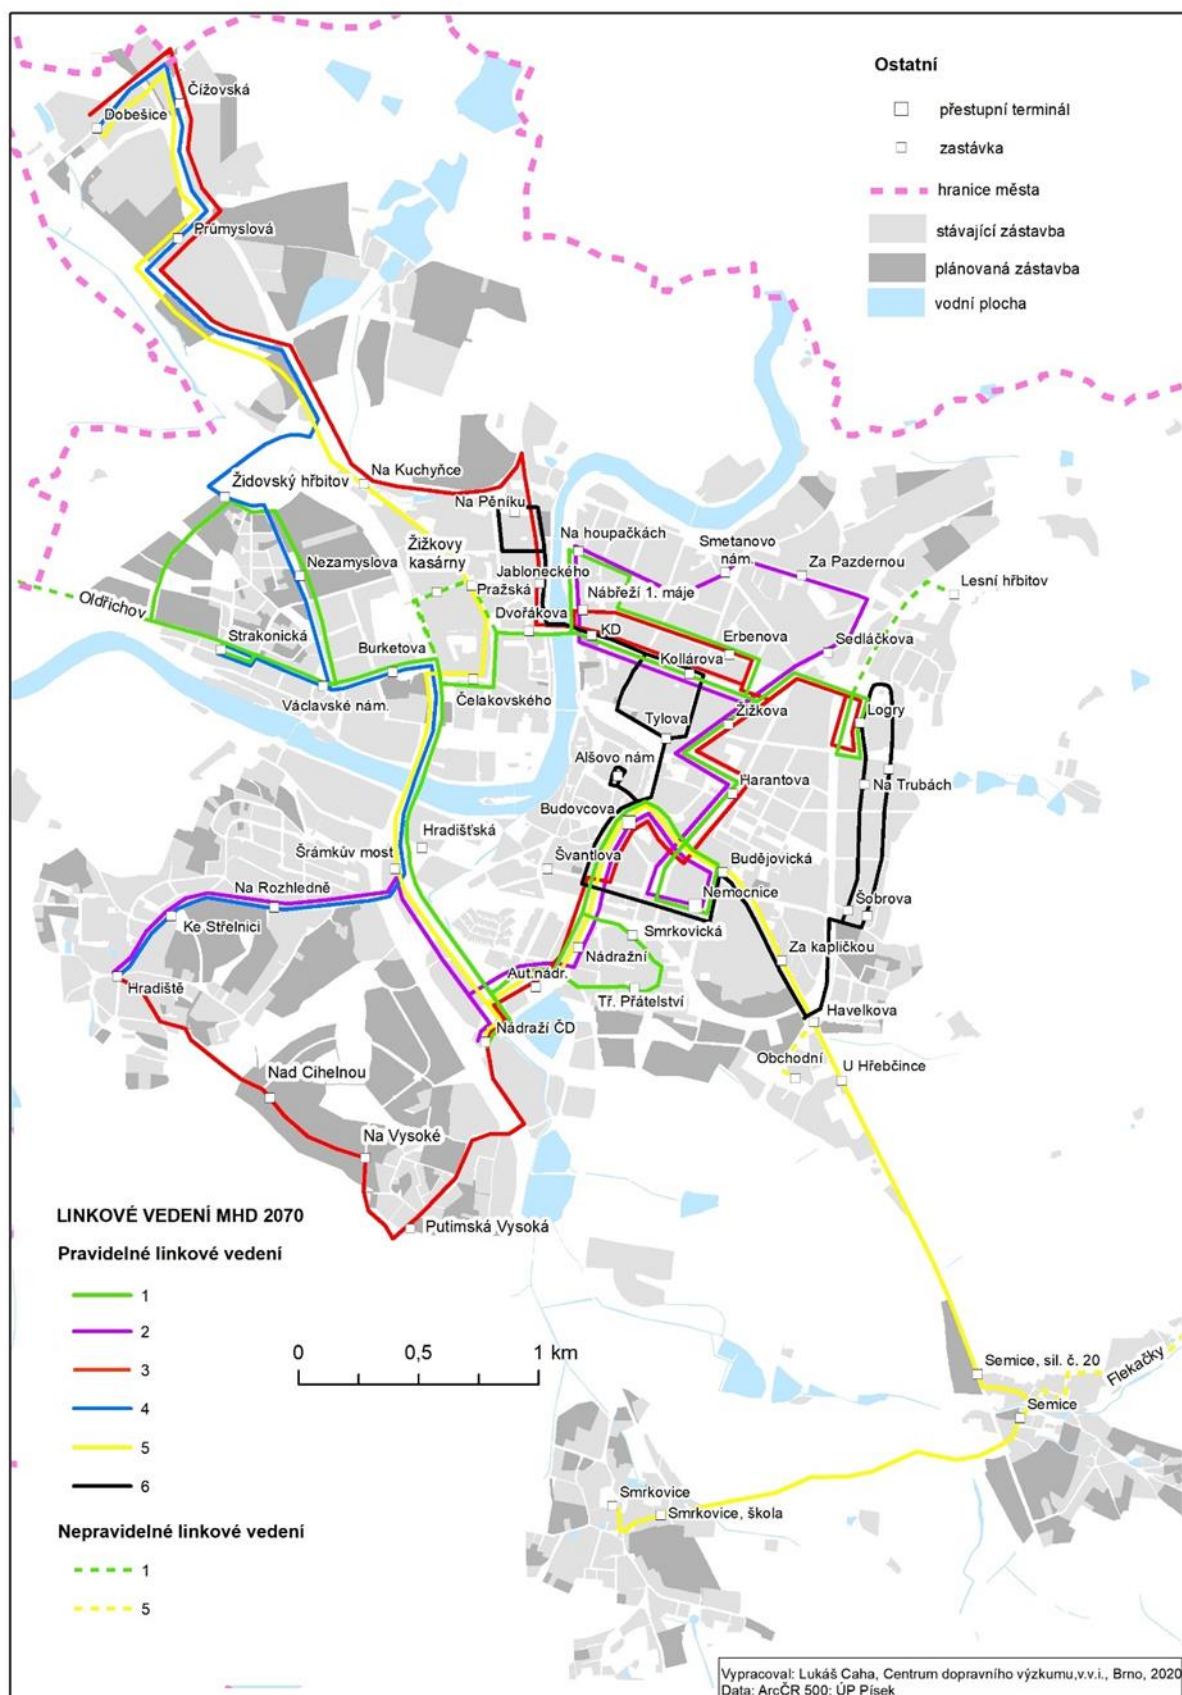 Ostatní
přestupní terminál
zastávka
hranice města
stávající zástavba
plánovaná zástavba
vodní plocha
Čížovská
Dobešice
Průmyslová
Na Kuchyňce
Židovský hřbitov
Na Pěníku
Žižkovy
kasárny
Na houpačkách
Smetanovo
nám.
Za Pazdernou
Lesní hřbitov
Nezamyslova
Jabloneckého
Pražská
Nábřeží 1. máje
Oldřichov
Dvořákova
KD
Strakonická
Burketova
Erbenova
Sedláčkova
Kollárova
Václavské nám.
Čelakovského
Žižkova
Logry
Tylova
Alšovo nám
Harantova
Na Trubách
Budovcova
Hradišťská
Šrámkův most
Švantlova
Budějovická
Na Rozhledně
Nemocnice
Šobrova
Ke Střelnici
Smrkovická
Nádražní
Za kapličkou
Hradiště
Aut.nádr.
Tř. Přátelství
Havelkova
Nádraží ČD
Obchodní
U Hřebčince
Nad Cihelnou
Na Vysoké
Putimská Vysoká
LINKOVÉ VEDENÍ MHD 2070
Pravidelné linkové vedení
1
2
3
4
5
6
Nepravidelné linkové vedení
1
5
0 0,5 1 km
Semice, sil. č. 20
Flekačky
Semice
Smrkovice
Smrkovice, škola
Vypracoval: Lukáš Caha, Centrum dopravního výzkumu,v.v.i., Brno, 2020
Data: ArcČR 500; ÚP Písek